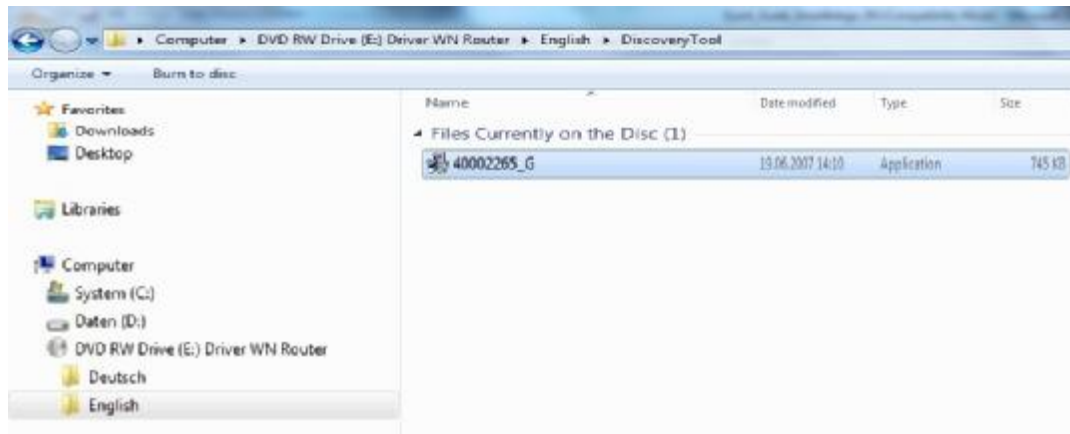 Computer ▸ DVD RW Drive (E:) Driver WN Router ▸ English ▸ DiscoveryTool
Organize Burn to disc
Name Date modified Type Size
Files Currently on the Disc (1)
40002265_G 19.06.2007 14:10 Application 745 KB
Favorites
Downloads
Desktop
Libraries
Computer
System (C:)
Daten (D:)
DVD RW Drive (E:) Driver WN Router
Deutsch
English